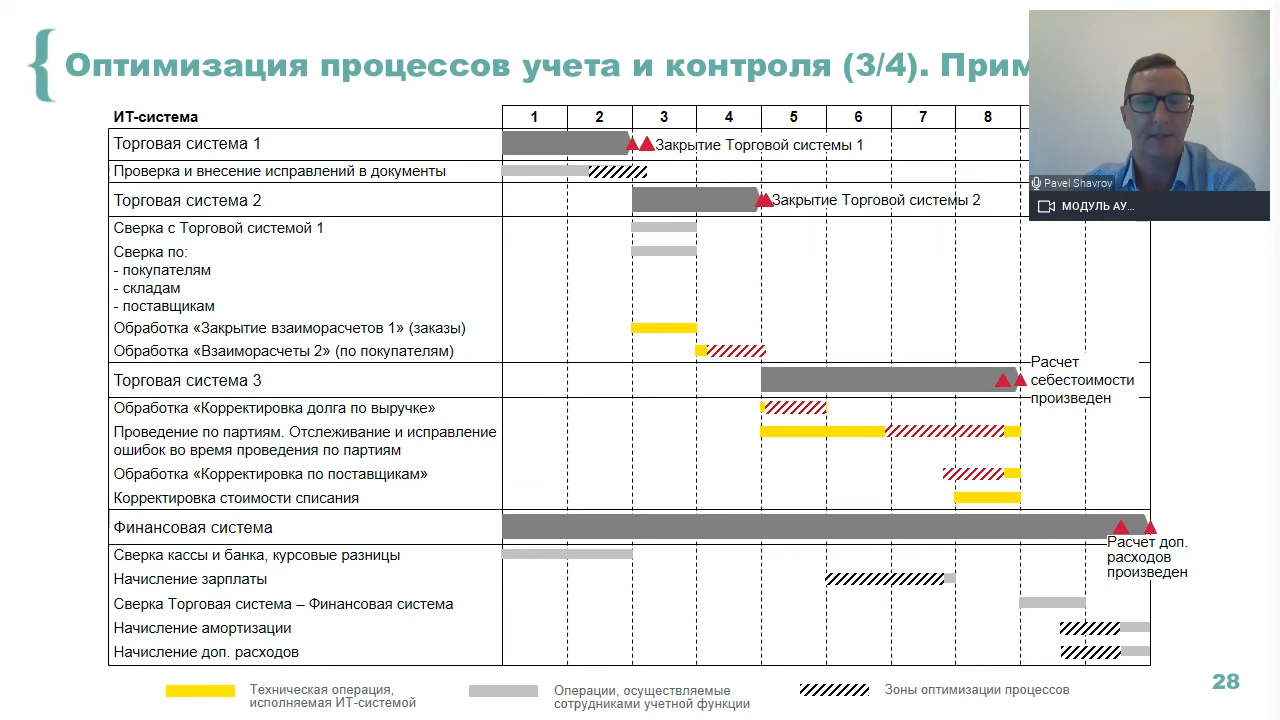 Оптимизация процессов учета и контроля (3/4). Прим
ИТ-система
1 2 3 4 5 6 7 8
Торговая система 1
Закрытие Торговой системы 1
Проверка и внесение исправлений в документы
Торговая система 2
Закрытие Торговой системы 2
Сверка с Торговой системой 1
Сверка по:
- покупателям
- складам
- поставщикам
Обработка «Закрытие взаиморасчетов 1» (заказы)
Обработка «Взаиморасчеты 2» (по покупателям)
Торговая система 3
Расчет
себестоимости
произведен
Обработка «Корректировка долга по выручке»
Проведение по партиям. Отслеживание и исправление
ошибок во время проведения по партиям
Обработка «Корректировка по поставщикам»
Корректировка стоимости списания
Финансовая система
Расчет доп.
расходов
произведен
Сверка кассы и банка, курсовые разницы
Начисление зарплаты
Сверка Торговая система – Финансовая система
Начисление амортизации
Начисление доп. расходов
Техническая операция,
исполняемая ИТ-системой
Операции, осуществляемые
сотрудниками учетной функции
Зоны оптимизации процессов
28
Pavel Shavrov
МОДУЛЬ АУ...